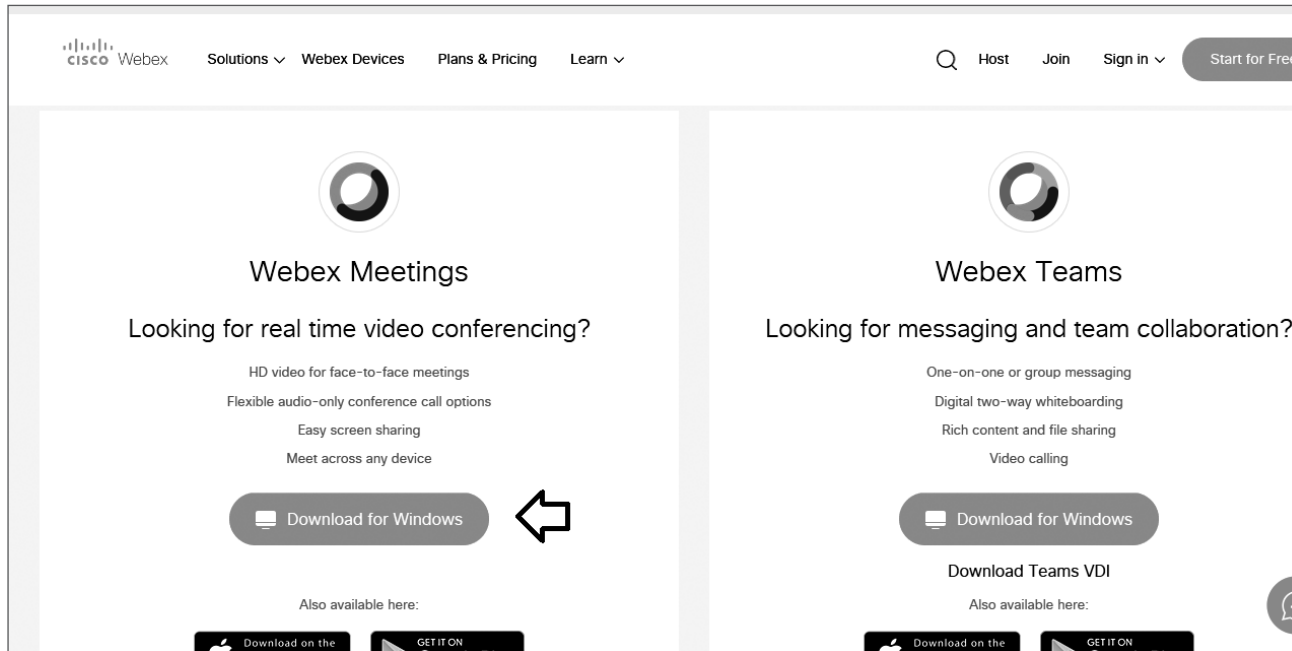 CISCO Webex Solutions Webex Devices Plans & Pricing Learn Host Join Sign in Start for Free
Webex Meetings
Looking for real time video conferencing?
HD video for face-to-face meetings
Flexible audio-only conference call options
Easy screen sharing
Meet across any device
Download for Windows
Also available here:
Download on the
GET IT ON
Webex Teams
Looking for messaging and team collaboration?
One-on-one or group messaging
Digital two-way whiteboarding
Rich content and file sharing
Video calling
Download for Windows
Download Teams VDI
Also available here:
Download on the
GET IT ON